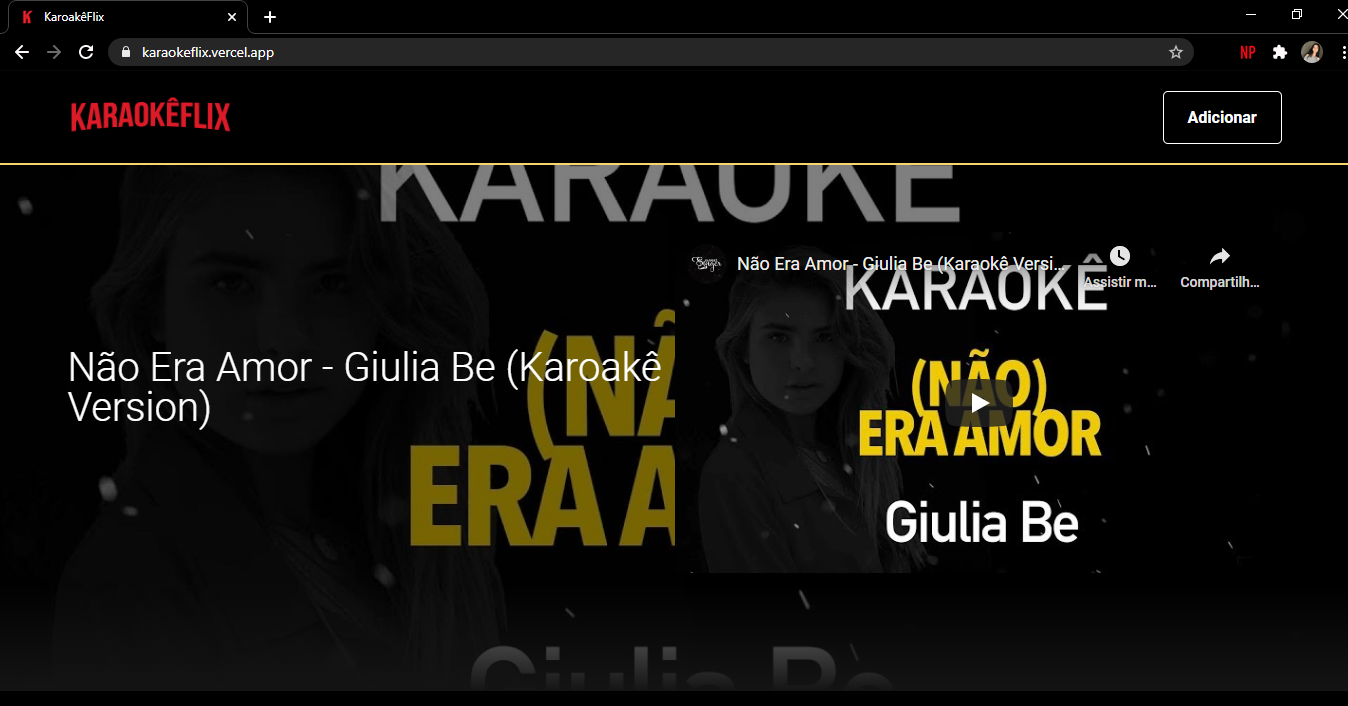 K KaroakêFlix
karaokeflix.vercel.app
NP
KARAOKÊFLIX
Adicionar
KARAOKÊ
Não Era Amor - Giulia Be (Karaokê Versi...
Assistir m...
Compartilh...
KARAOKÊ
Não Era Amor - Giulia Be (Karoakê
Version)
(NÃ
ERA A
(NÃO)
ERA AMOR
Giulia Be
Giulia Be